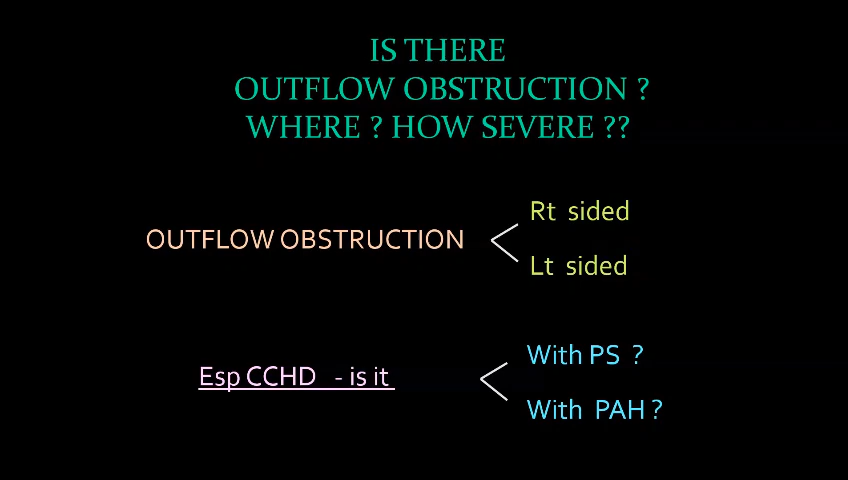 IS THERE
OUTFLOW OBSTRUCTION ?
WHERE ? HOW SEVERE ??
Rt sided
OUTFLOW OBSTRUCTION
Lt sided
With PS ?
Esp CCHD - is it
With PAH ?